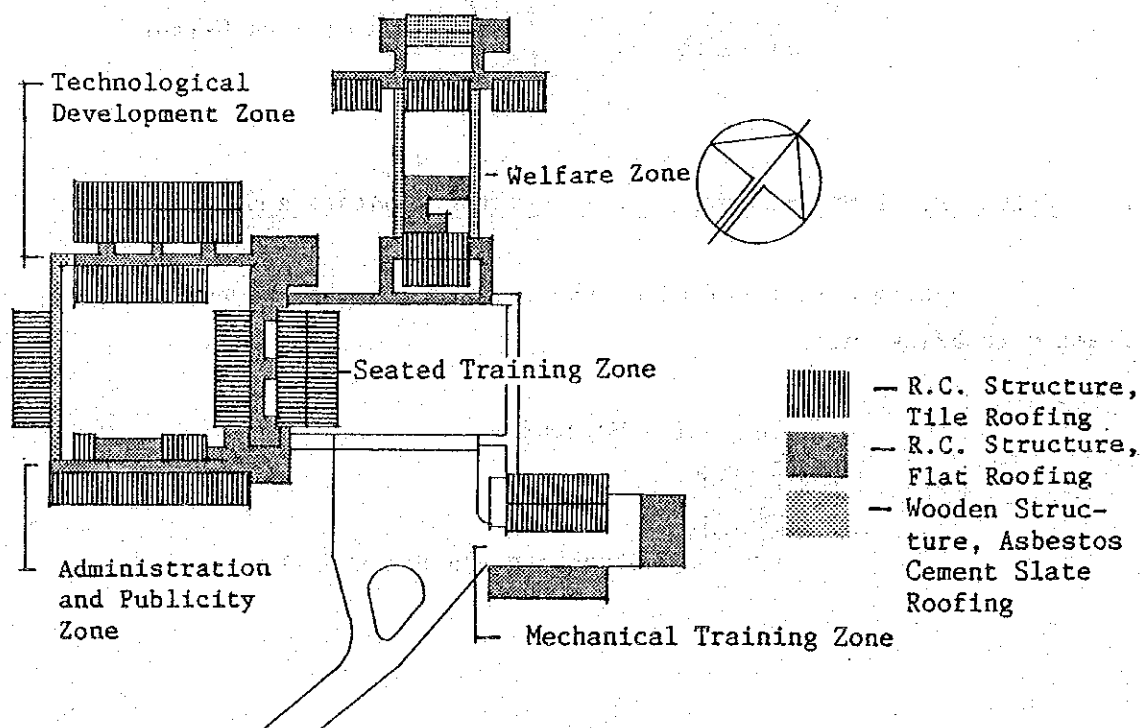 Technological
Development Zone
Welfare Zone
Seated Training Zone
R.C. Structure,
Tile Roofing
R.C. Structure,
Flat Roofing
Wooden Struc-
ture, Asbestos
Cement Slate
Roofing
Administration
and Publicity
Zone
Mechanical Training Zone